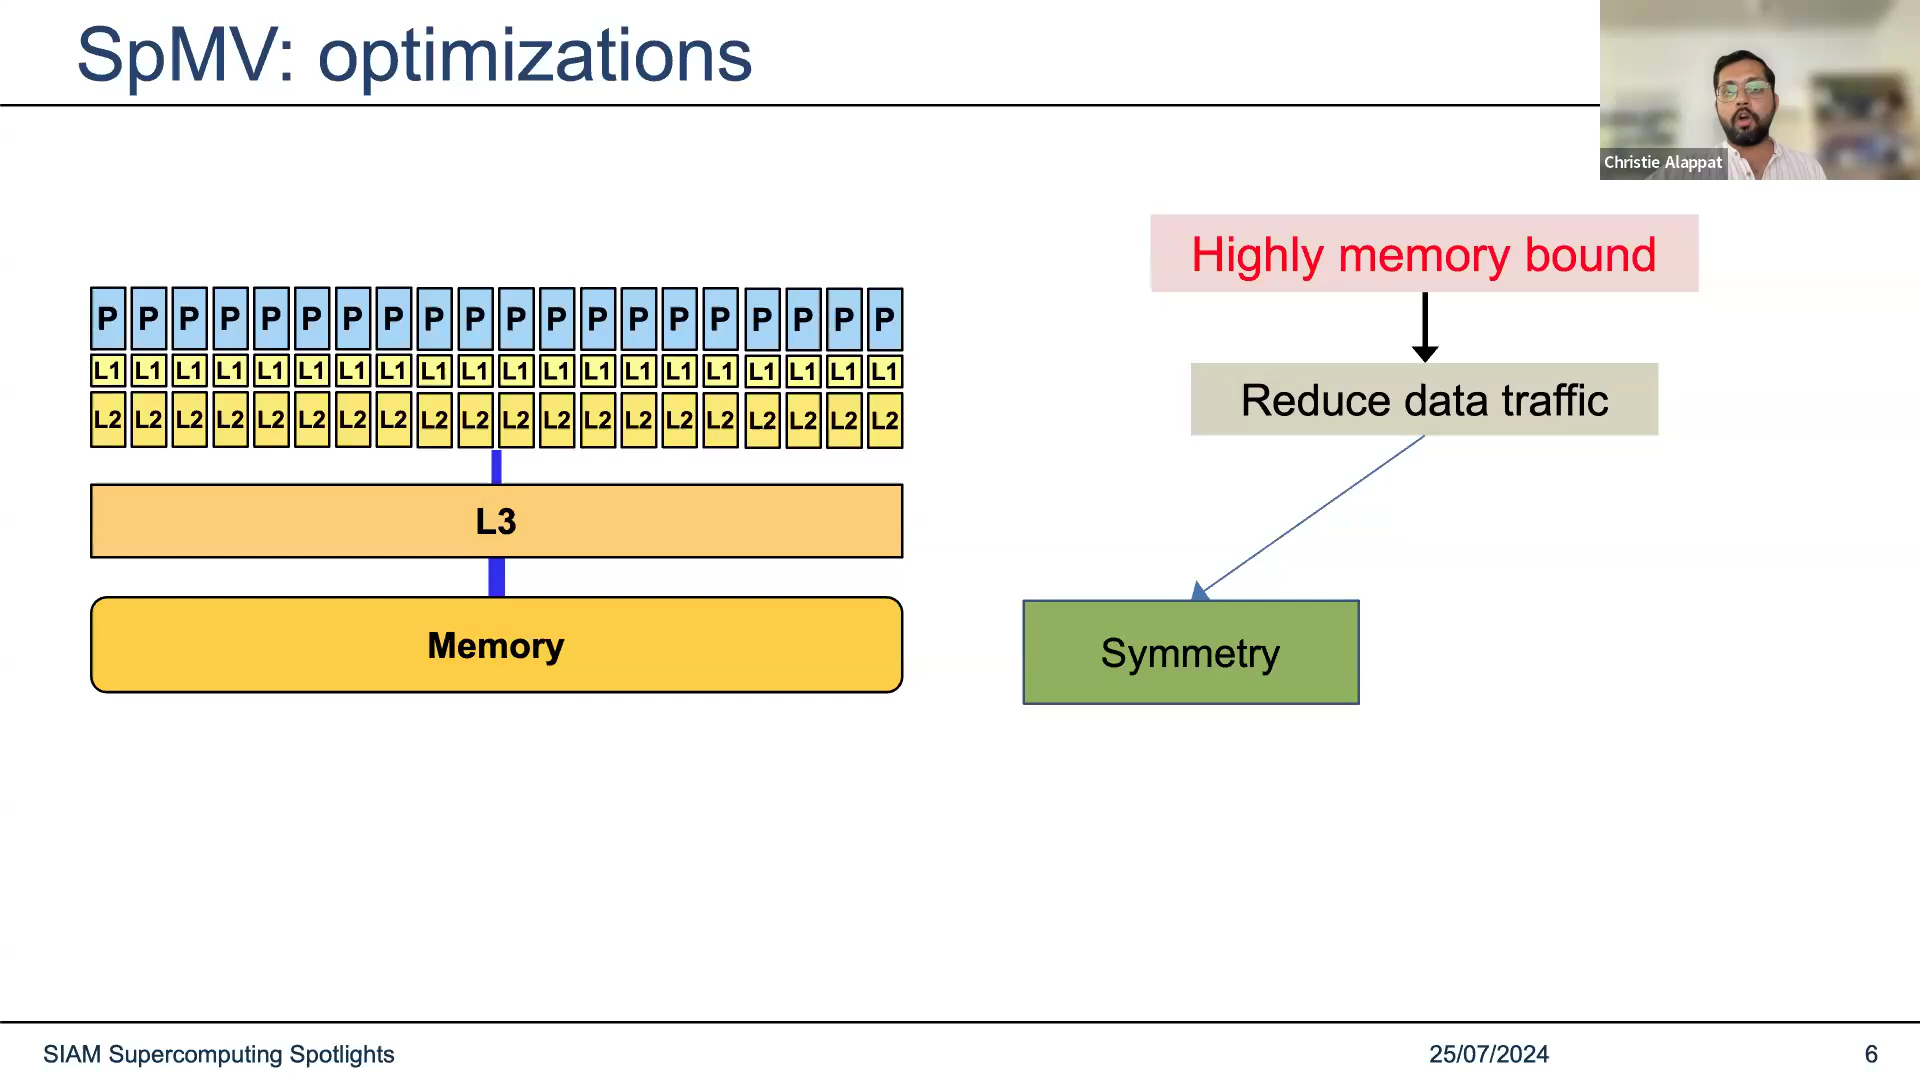 SpMV: optimizations
Christie Alappat
P P P P P P P P P P P P P P P P P P P P
L1 L1 L1 L1 L1 L1 L1 L1 L1 L1 L1 L1 L1 L1 L1 L1 L1 L1 L1 L1
L2 L2 L2 L2 L2 L2 L2 L2 L2 L2 L2 L2 L2 L2 L2 L2 L2 L2 L2 L2
L3
Memory
Highly memory bound
Reduce data traffic
Symmetry
SIAM Supercomputing Spotlights
25/07/2024
6